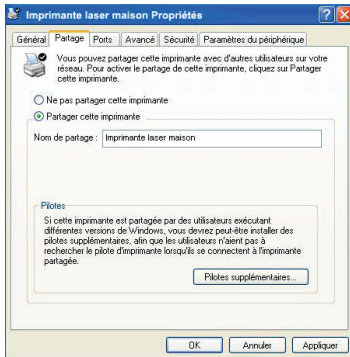 Imprimante laser maison Propriétés
Général Partage Ports Avancé Sécurité Paramètres du périphérique
Vous pouvez partager cette imprimante avec d'autres utilisateurs sur votre
réseau. Pour activer le partage de cette imprimante, cliquez sur Partager
cette imprimante.
Ne pas partager cette imprimante
Partager cette imprimante
Nom de partage : Imprimante laser maison
Pilotes
Si cette imprimante est partagée par des utilisateurs exécutant
différentes versions de Windows, vous devrez peut-être installer des
pilotes supplémentaires, afin que les utilisateurs n'aient pas à
rechercher le pilote d'imprimante lorsqu'ils se connectent à l'imprimante
partagée.
Pilotes supplémentaires...
OK Annuler Appliquer